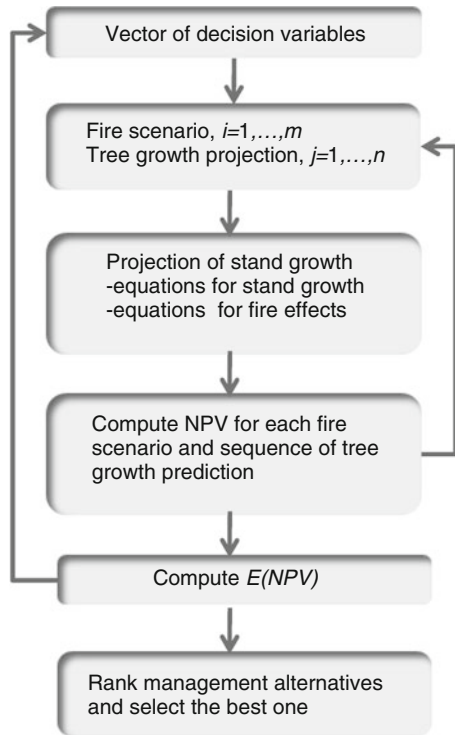 Vector of decision variables
Fire scenario, i=1,…,m
Tree growth projection, j=1,…,n
Projection of stand growth
-equations for stand growth
-equations for fire effects
Compute NPV for each fire
scenario and sequence of tree
growth prediction
Compute E(NPV)
Rank management alternatives
and select the best one